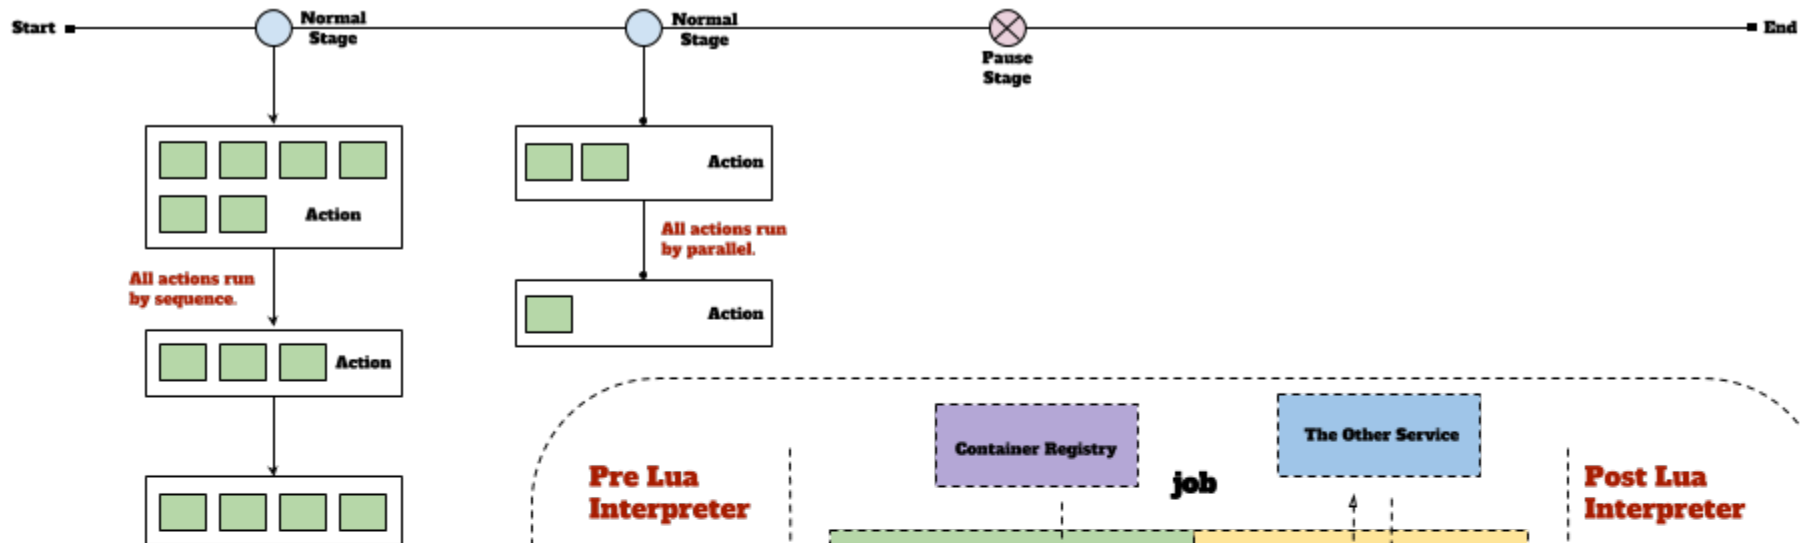 Start
Normal
Stage
Normal
Stage
Pause
Stage
End
Action
All actions run
by sequence.
Action
Action
All actions run
by parallel.
Action
Container Registry
The Other Service
Pre Lua
Interpreter
job
Post Lua
Interpreter